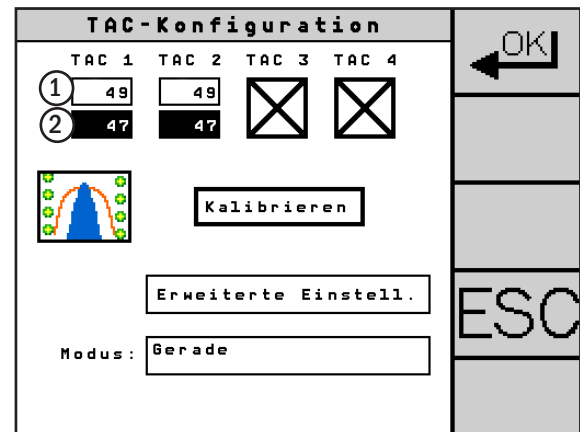 TAC-Konfiguration
TAC 1 TAC 2 TAC 3 TAC 4
1 49 49
2 47 47
Kalibrieren
Erweiterte Einstell.
Modus: Gerade
OK
ESC